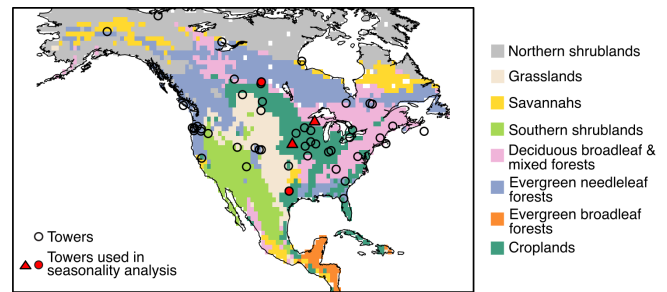 Northern shrublands
Grasslands
Savannahs
Southern shrublands
Deciduous broadleaf &
mixed forests
Evergreen needleleaf
forests
Evergreen broadleaf
forests
Croplands
Towers
Towers used in
seasonality analysis